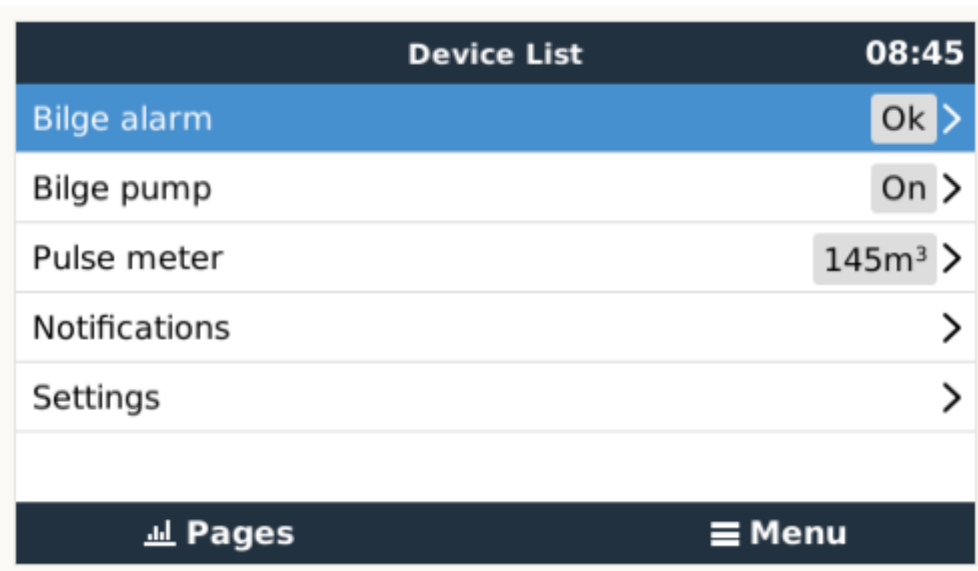 Device List 08:45
Bilge alarm Ok
Bilge pump On
Pulse meter 145m³
Notifications
Settings
Pages Menu